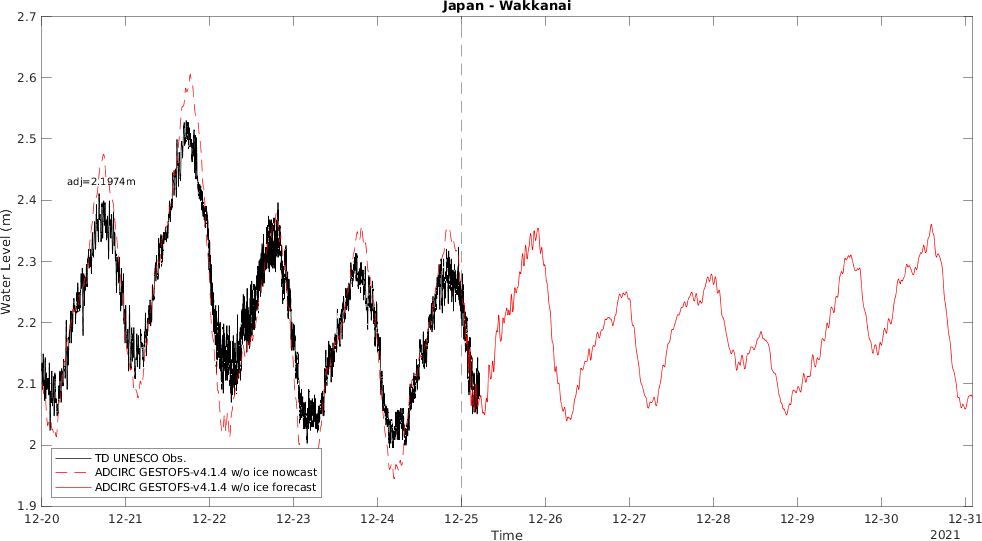 Japan - Wakkanai
2.7
2.6
2.5
2.4
2.3
2.2
2.1
2
1.9
Water Level (m)
adj=2.1974m
TD UNESCO Obs.
ADCIRC GESTOFS-v4.1.4 w/o ice nowcast
ADCIRC GESTOFS-v4.1.4 w/o ice forecast
12-20 12-21 12-22 12-23 12-24 12-25 12-26 12-27 12-28 12-29 12-30 12-31
Time
2021